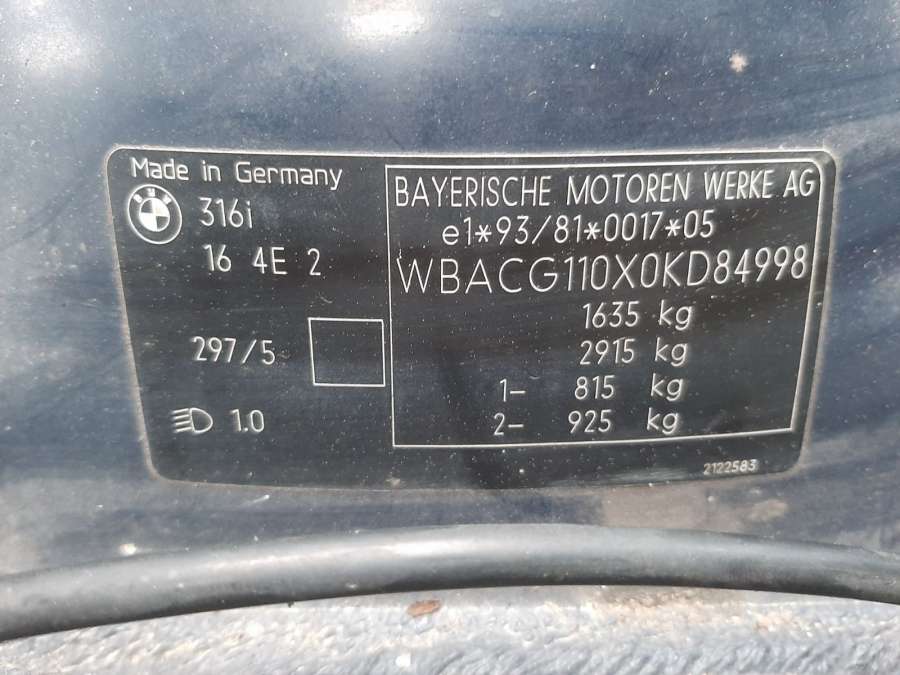 Made in Germany
316i
16 4E 2
297/5
1.0
BAYERISCHE MOTOREN WERKE AG
e1*93/81*0017*05
WBACG110X0KD84998
1635 kg
2915 kg
1- 815 kg
2- 925 kg
2122583